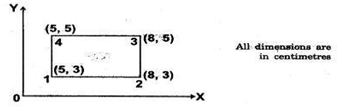 Y
(5, 5)
4 3 (8, 5)
(5, 3)
1
2 (8, 3)
0 X
All dimensions are
in centimetres